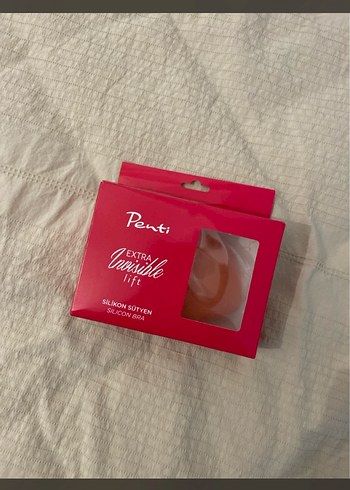 Penti
EXTRA
Invisible
lift
SİLİKON SÜTYEN
SILICON BRA